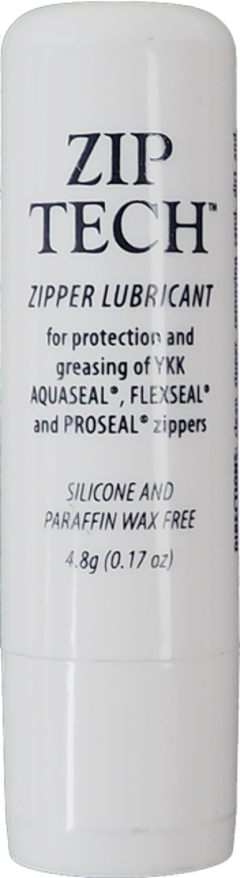 ZIP
TECH™
ZIPPER LUBRICANT
for protection and
greasing of YKK
AQUASEAL®, FLEXSEAL®
and PROSEAL® zippers
SILICONE AND
PARAFFIN WAX FREE
4.8g (0.17 oz)
DIRECTIONS: